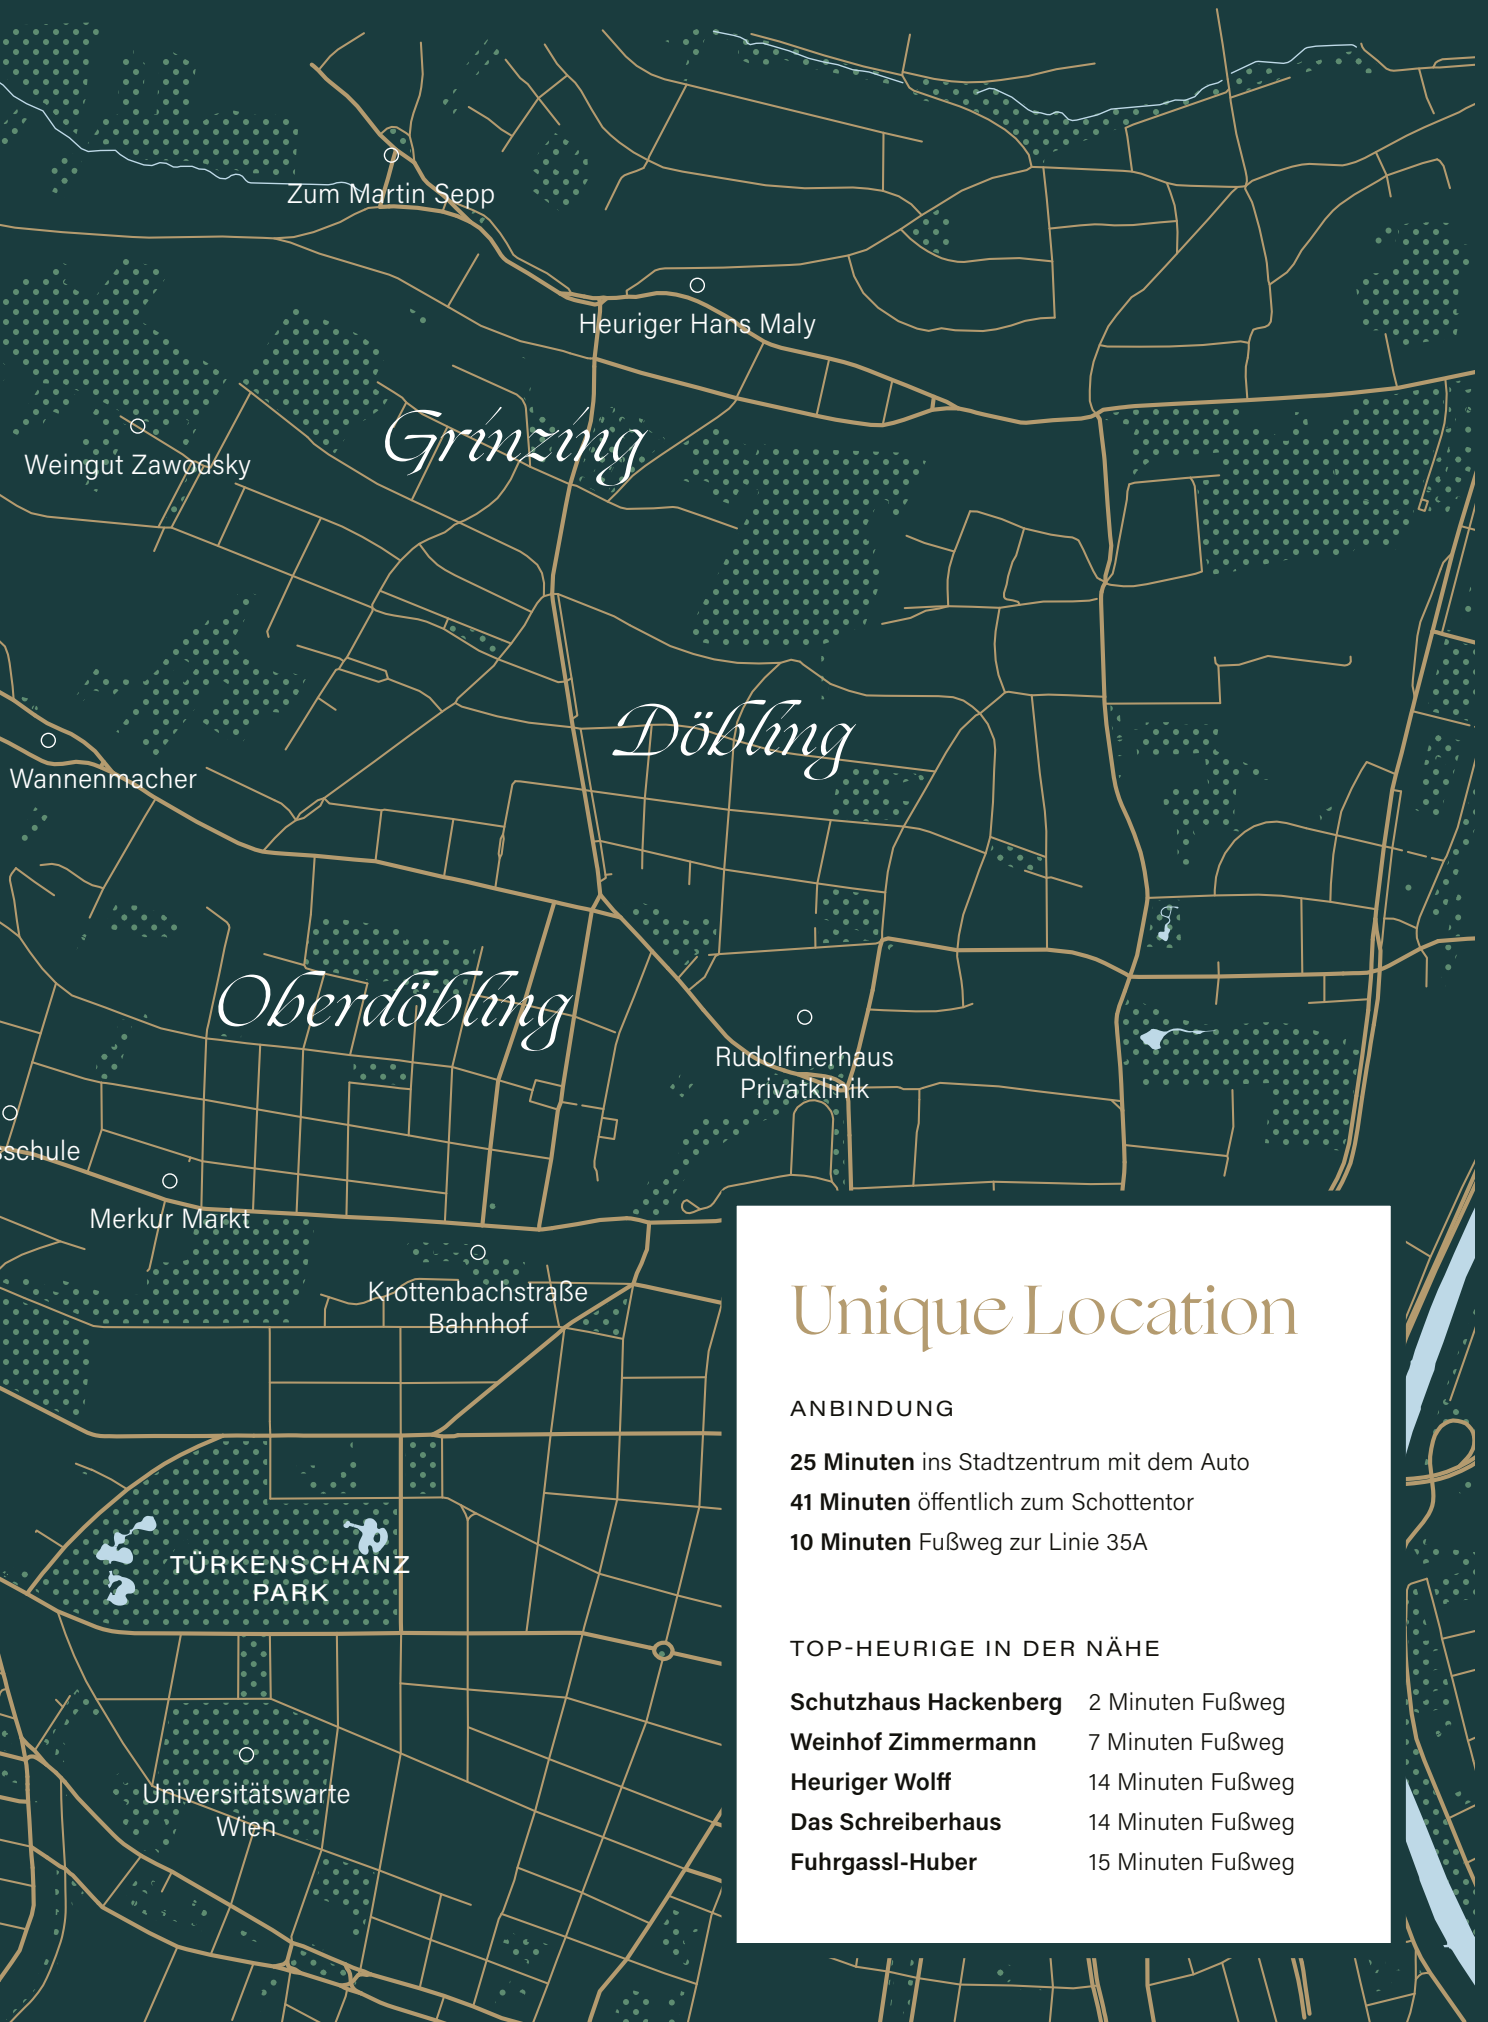 Zum Martin Sepp
Heuriger Hans Maly
Grinzing
Weingut Zawodsky
Döbling
Wannenmacher
Oberdöbling
Rudolfinerhaus
Privatklinik
sschule
Merkur Markt
Krottenbachstraße
Bahnhof
TÜRKENSCHANZ
PARK
Universitätswarte
Wien
Unique Location
ANBINDUNG
25 Minuten ins Stadtzentrum mit dem Auto
41 Minuten öffentlich zum Schottentor
10 Minuten Fußweg zur Linie 35A
TOP-HEURIGE IN DER NÄHE
Schutzhaus Hackenberg 2 Minuten Fußweg
Weinhof Zimmermann 7 Minuten Fußweg
Heuriger Wolff 14 Minuten Fußweg
Das Schreiberhaus 14 Minuten Fußweg
Fuhrgassl-Huber 15 Minuten Fußweg